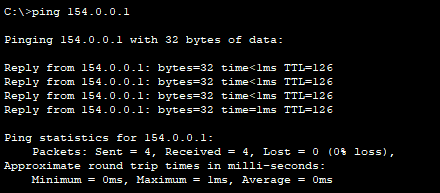 C:\>ping 154.0.0.1
Pinging 154.0.0.1 with 32 bytes of data:
Reply from 154.0.0.1: bytes=32 time<1ms TTL=126
Reply from 154.0.0.1: bytes=32 time<1ms TTL=126
Reply from 154.0.0.1: bytes=32 time<1ms TTL=126
Reply from 154.0.0.1: bytes=32 time=1ms TTL=126
Ping statistics for 154.0.0.1:
Packets: Sent = 4, Received = 4, Lost = 0 (0% loss),
Approximate round trip times in milli-seconds:
Minimum = 0ms, Maximum = 1ms, Average = 0ms